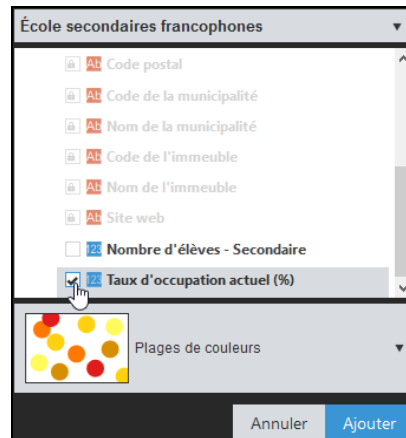 École secondaires francophones
Ab Code postal
Ab Code de la municipalité
Ab Nom de la municipalité
Ab Code de l'immeuble
Ab Nom de l'immeuble
Ab Site web
123 Nombre d'élèves - Secondaire
123 Taux d'occupation actuel (%)
Plages de couleurs
Annuler Ajouter